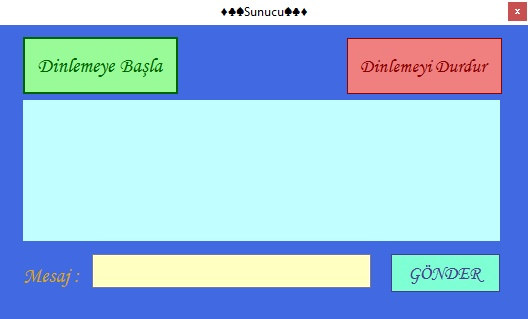 ♦♣♠Sunucu♠♣♦
x
Dinlemeye Başla
Dinlemeyi Durdur
Mesaj :
GÖNDER